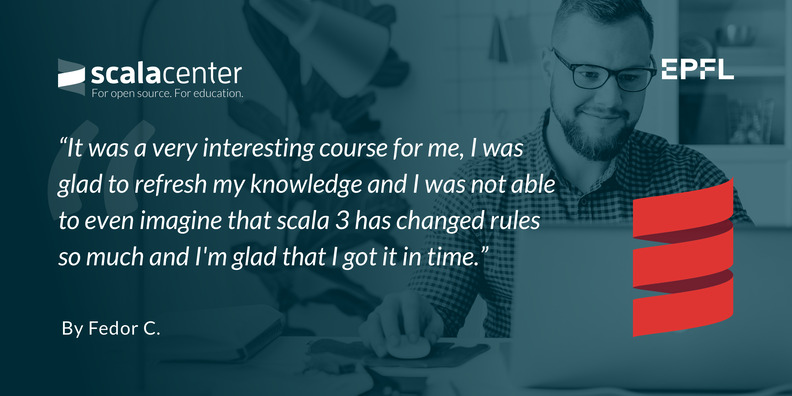 scalacenter
For open source. For education.
EPFL
“It was a very interesting course for me, I was
glad to refresh my knowledge and I was not able
to even imagine that scala 3 has changed rules
so much and I'm glad that I got it in time.”
By Fedor C.